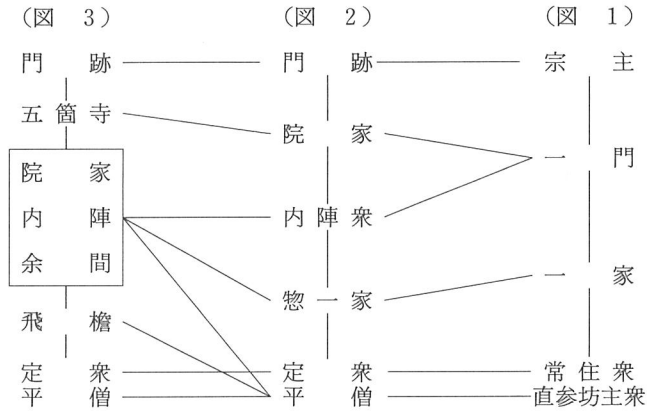 （図　1）
宗主
一門
一家
常住衆
直参坊主衆
（図　2）
門跡
院家
内陣衆
惣一家
定衆
平僧
（図　3）
門跡
五箇寺
院家
内陣
余間
飛檐
定衆
平僧